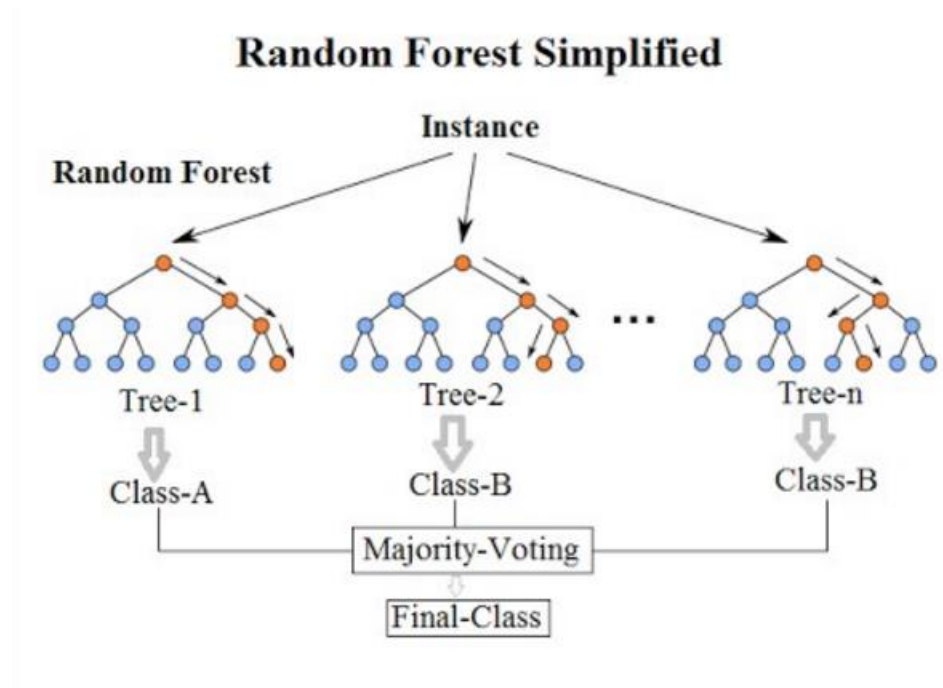 Random Forest Simplified
Instance
Random Forest
...
Tree-1
Tree-2
Tree-n
Class-A
Class-B
Class-B
Majority-Voting
Final-Class